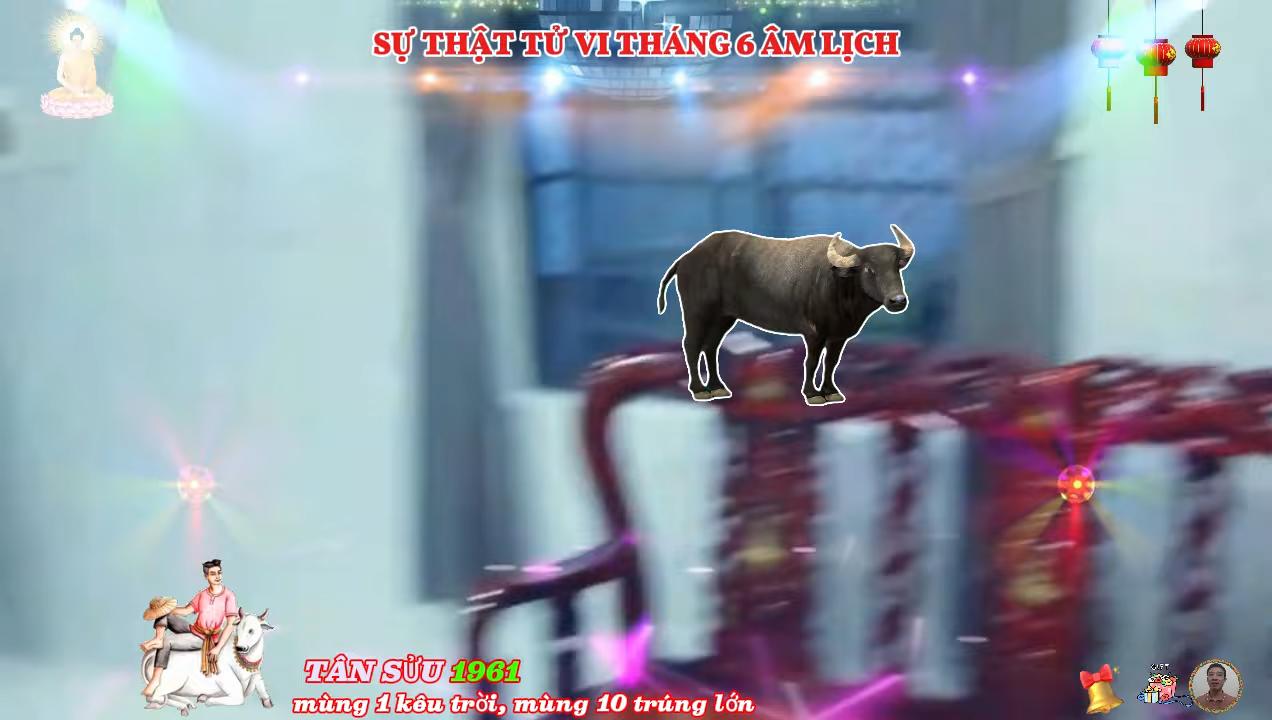 SỰ THẬT TỬ VI THÁNG 6 ÂM LỊCH
TÂN SỬU 1961
mùng 1 kêu trời, mùng 10 trúng lớn